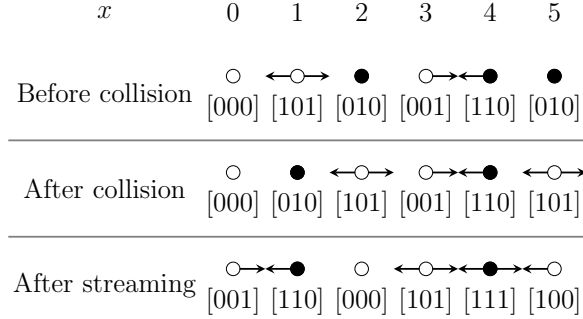 x 0 1 2 3 4 5
Before collision
[000] [101] [010] [001] [110] [010]
After collision
[000] [010] [101] [001] [110] [101]
After streaming
[001] [110] [000] [101] [111] [100]